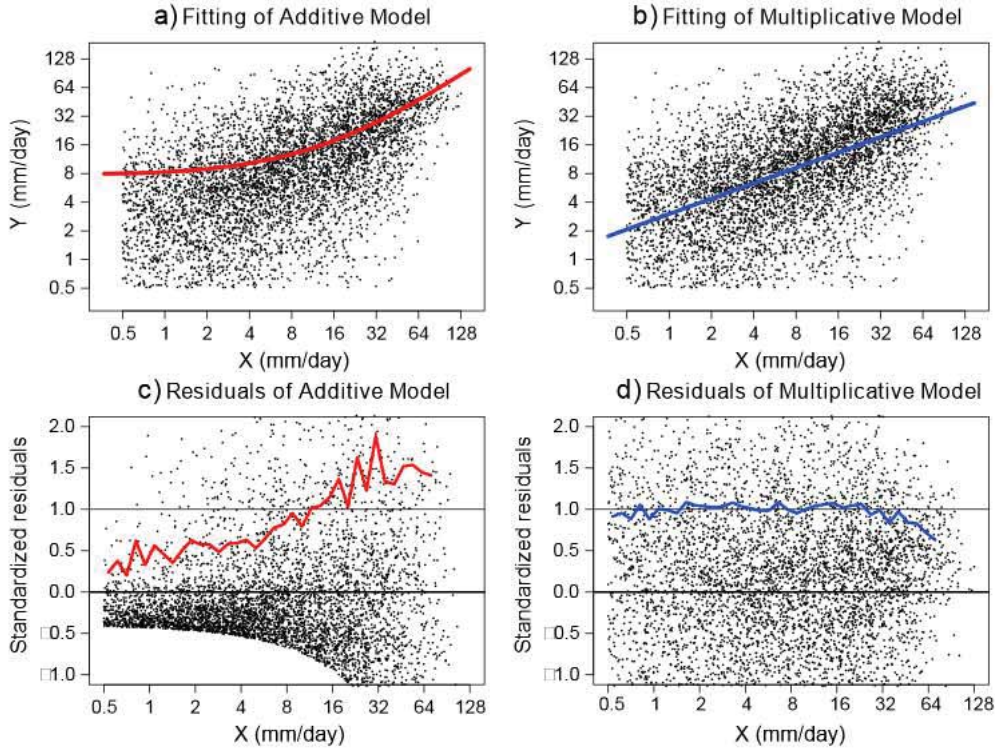 a) Fitting of Additive Model
128
64
32
16
8
4
2
1
0.5
Y (mm/day)
0.5 1 2 4 8 16 32 64 128
X (mm/day)
b) Fitting of Multiplicative Model
128
64
32
16
8
4
2
1
0.5
Y (mm/day)
0.5 1 2 4 8 16 32 64 128
X (mm/day)
c) Residuals of Additive Model
2.0
1.5
1.0
0.5
0.0
□0.5
□1.0
Standardized residuals
0.5 1 2 4 8 16 32 64 128
X (mm/day)
d) Residuals of Multiplicative Model
2.0
1.5
1.0
0.5
0.0
□0.5
□1.0
Standardized residuals
0.5 1 2 4 8 16 32 64 128
X (mm/day)